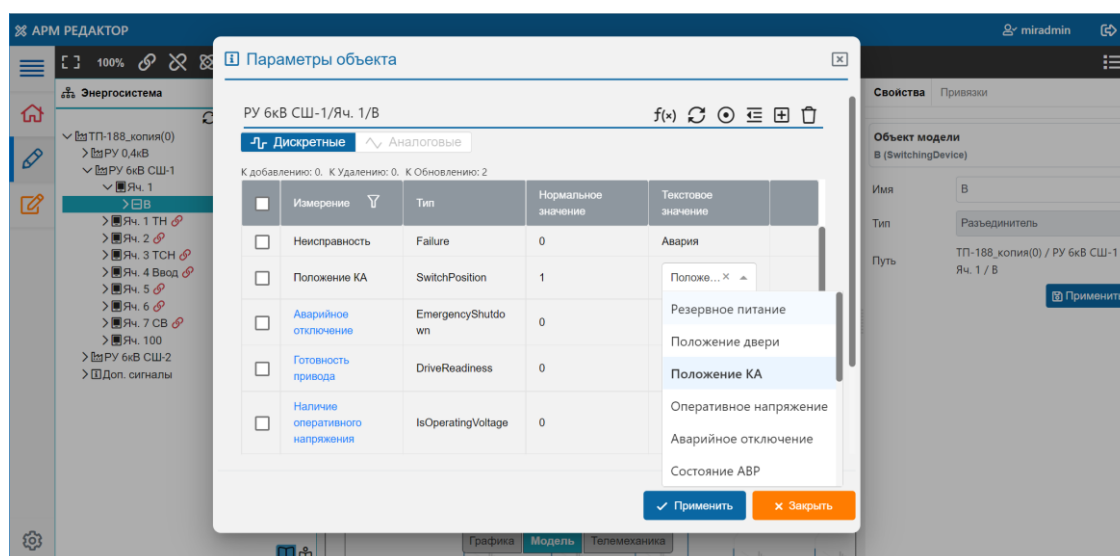 АРМ РЕДАКТОР
miradmin
100%
Энергосистема
ТП-188_копия(0)
РУ 0,4кВ
РУ 6кВ СШ-1
Яч. 1
В
Яч. 1 ТН
Яч. 2
Яч. 3 ТСН
Яч. 4 Ввод
Яч. 5
Яч. 6
Яч. 7 СВ
Яч. 100
РУ 6кВ СШ-2
Доп. сигналы
Параметры объекта
РУ 6кВ СШ-1/Яч. 1/В
f(x)
Дискретные
Аналоговые
К добавлению: 0. К Удалению: 0. К Обновлению: 2
Измерение
Тип
Нормальное
значение
Текстовое
значение
Неисправность
Failure
0
Авария
Положение КА
SwitchPosition
1
Положе...
Аварийное
отключение
EmergencyShutdo
wn
0
Готовность
привода
DriveReadiness
0
Наличие
оперативного
напряжения
IsOperatingVoltage
0
Резервное питание
Положение двери
Положение КА
Оперативное напряжение
Аварийное отключение
Состояние АВР
Применить
Закрыть
Графика
Модель
Телемеханика
Свойства
Привязки
Объект модели
В (SwitchingDevice)
Имя
В
Тип
Разъединитель
Путь
ТП-188_копия(0) / РУ 6кВ СШ-1
Яч. 1 / В
Применить